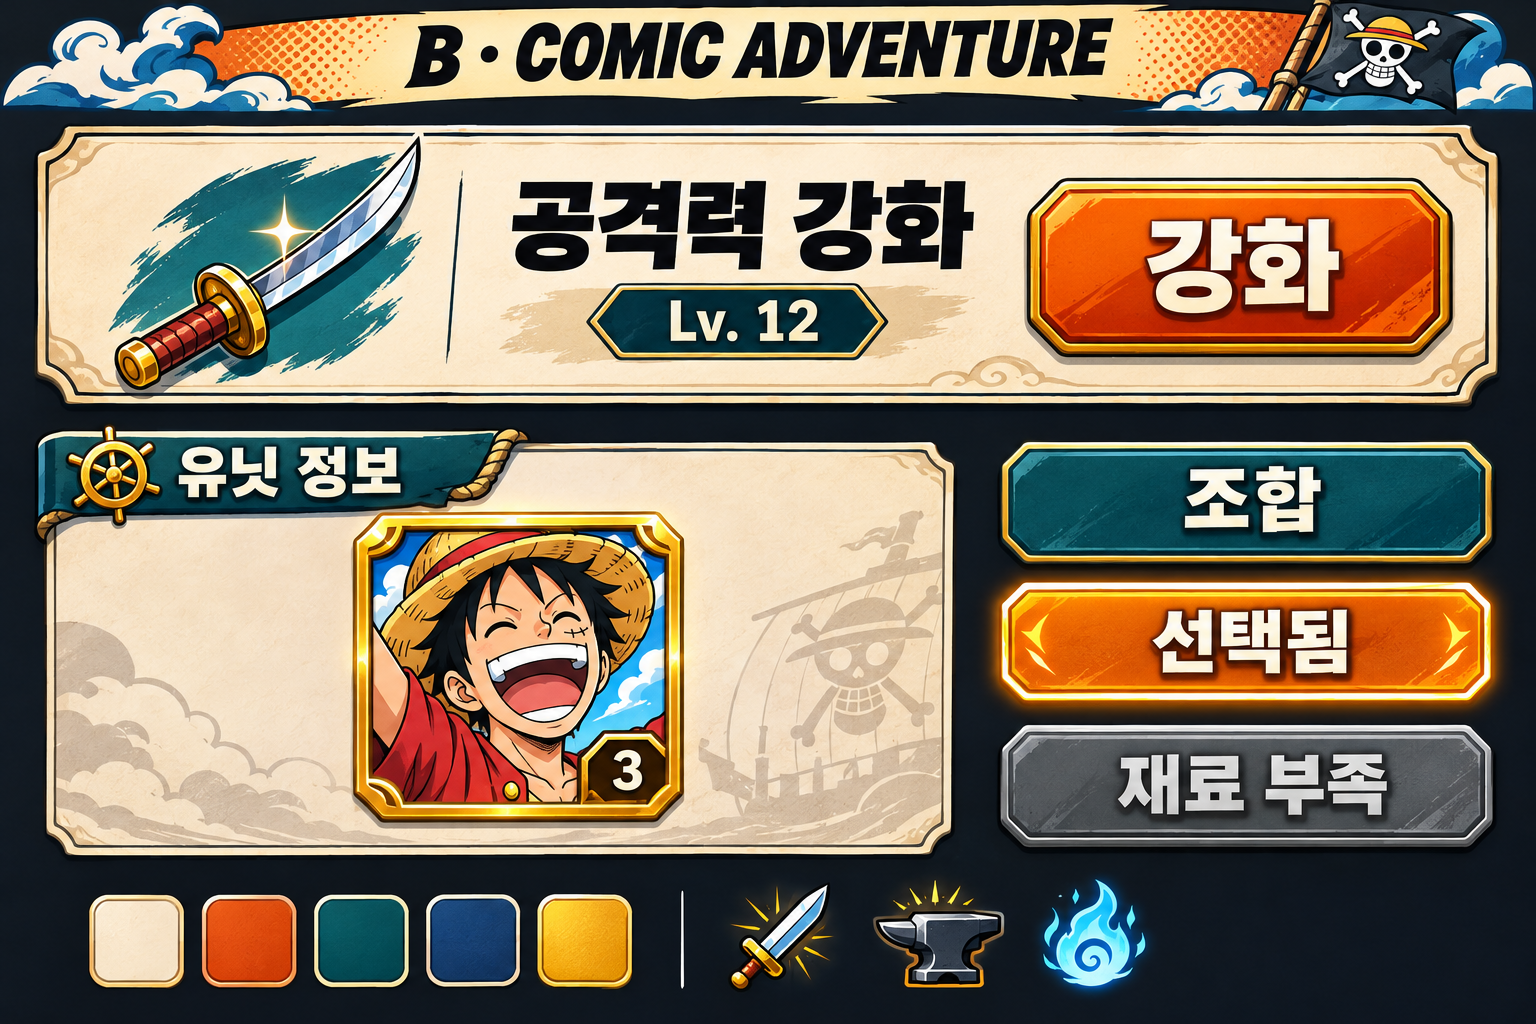 B • COMIC ADVENTURE
공격력 강화
Lv. 12
강화
유닛 정보
3
조합
선택됨
재료 부족